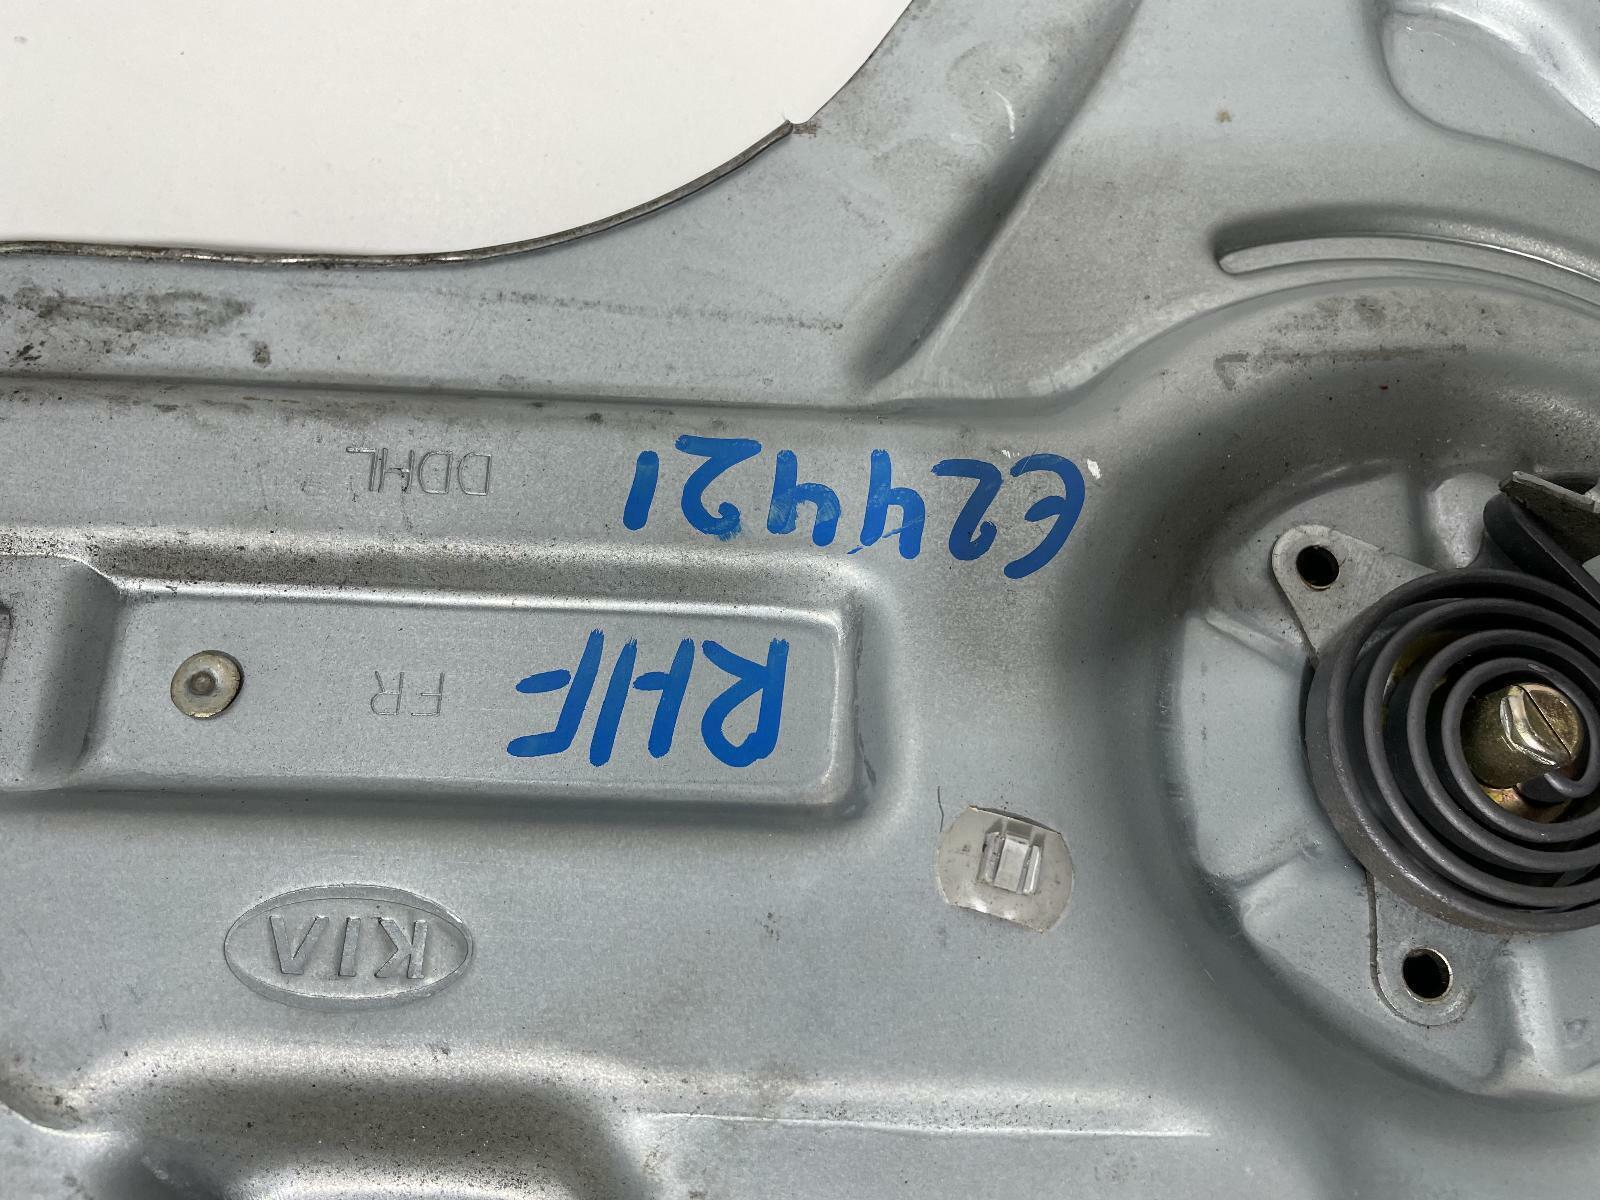 KIA
RHF FR
E24421 DDHL